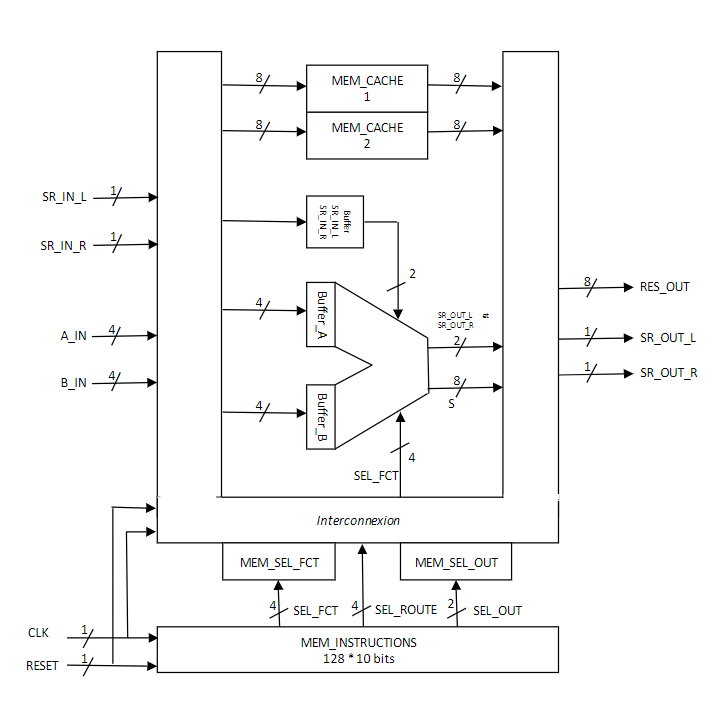 8
MEM_CACHE
1
8
8
MEM_CACHE
2
8
SR_IN_L
1
SR_IN_R
1
Buffer
SR_IN_L
SR_IN_R
2
4
Buffer_A
SR_OUT_L
SR_OUT_R
2
8
S
A_IN
4
B_IN
4
4
Buffer_B
4
SEL_FCT
8
RES_OUT
1
SR_OUT_L
1
SR_OUT_R
Interconnexion
MEM_SEL_FCT
MEM_SEL_OUT
4
SEL_FCT
4
SEL_ROUTE
2
SEL_OUT
CLK
1
RESET
1
MEM_INSTRUCTIONS
128 * 10 bits